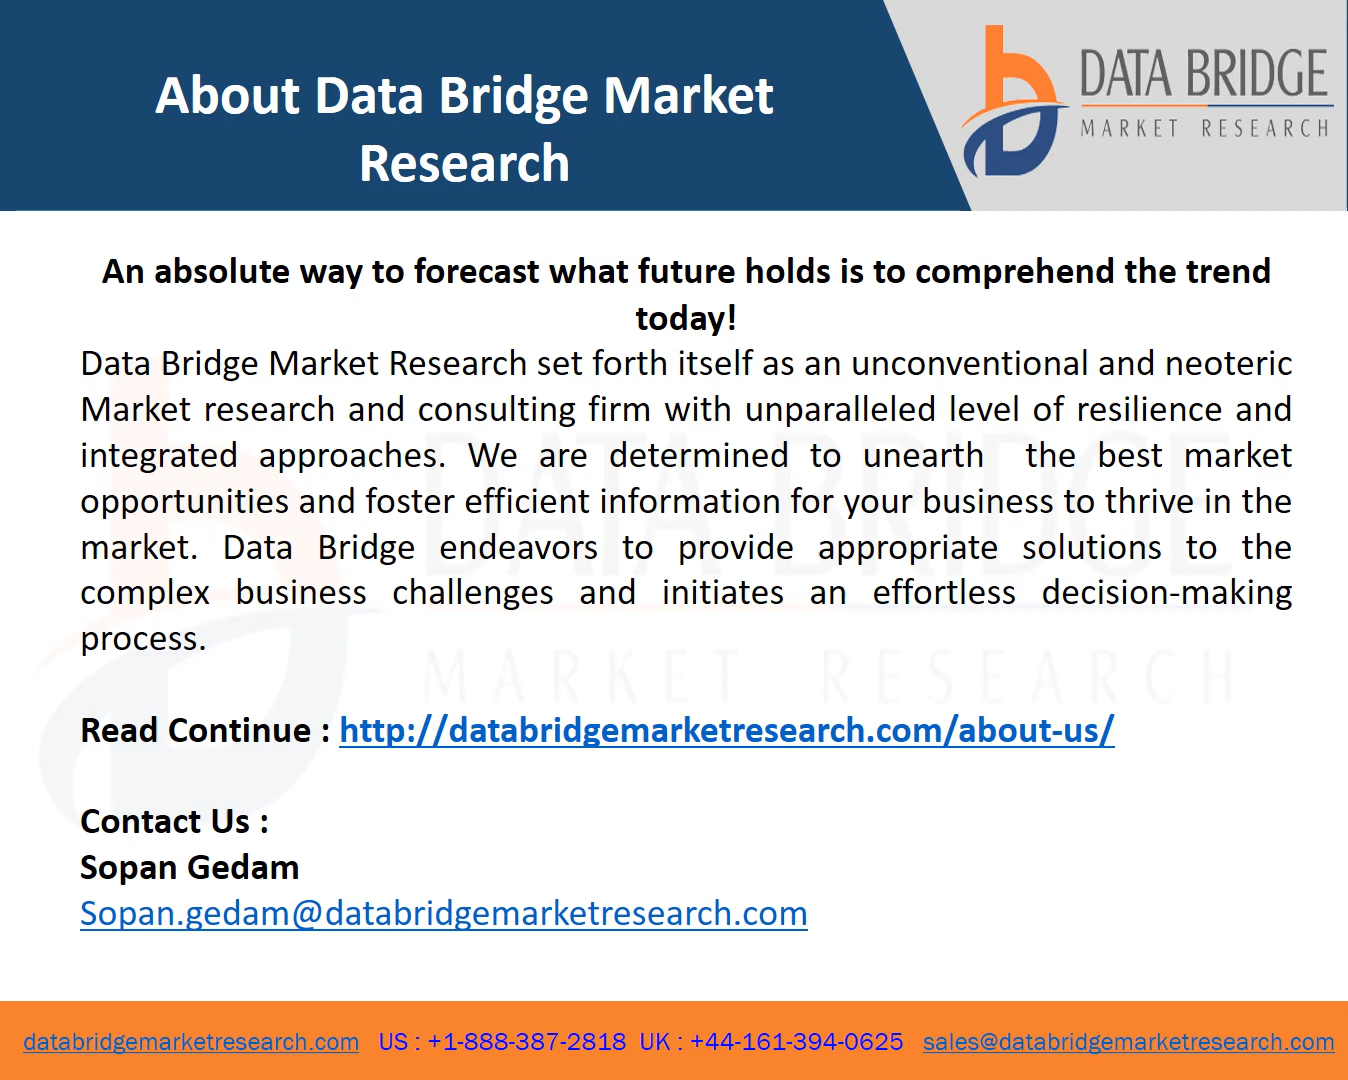 About Data Bridge Market
Research
DATA BRIDGE
MARKET RESEARCH
An absolute way to forecast what future holds is to comprehend the trend
today!
Data Bridge Market Research set forth itself as an unconventional and neoteric
Market research and consulting firm with unparalleled level of resilience and
integrated approaches. We are determined to unearth the best market
opportunities and foster efficient information for your business to thrive in the
market. Data Bridge endeavors to provide appropriate solutions to the
complex business challenges and initiates an effortless decision-making
process.
DATA BRIDGE
MARKET RESEARCH
Read Continue : http://databridgemarketresearch.com/about-us/
Contact Us :
Sopan Gedam
Sopan.gedam@databridgemarketresearch.com
databridgemarketresearch.com US : +1-888-387-2818 UK : +44-161-394-0625 sales@databridgemarketresearch.com